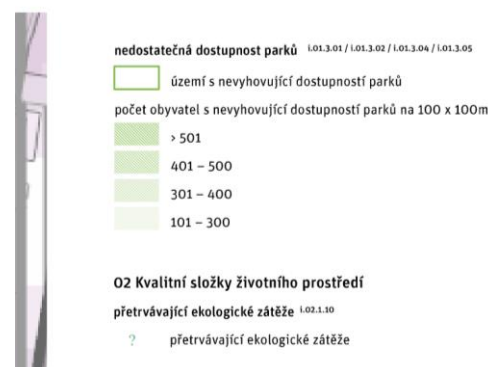 nedostatečná dostupnost parků i.01.3.01 / i.01.3.02 / i.01.3.04 / i.01.3.05
území s nevyhovující dostupností parků
počet obyvatel s nevyhovující dostupností parků na 100 x 100m
> 501
401 – 500
301 – 400
101 – 300
O2 Kvalitní složky životního prostředí
přetrvávající ekologické zátěže i.02.1.10
? přetrvávající ekologické zátěže